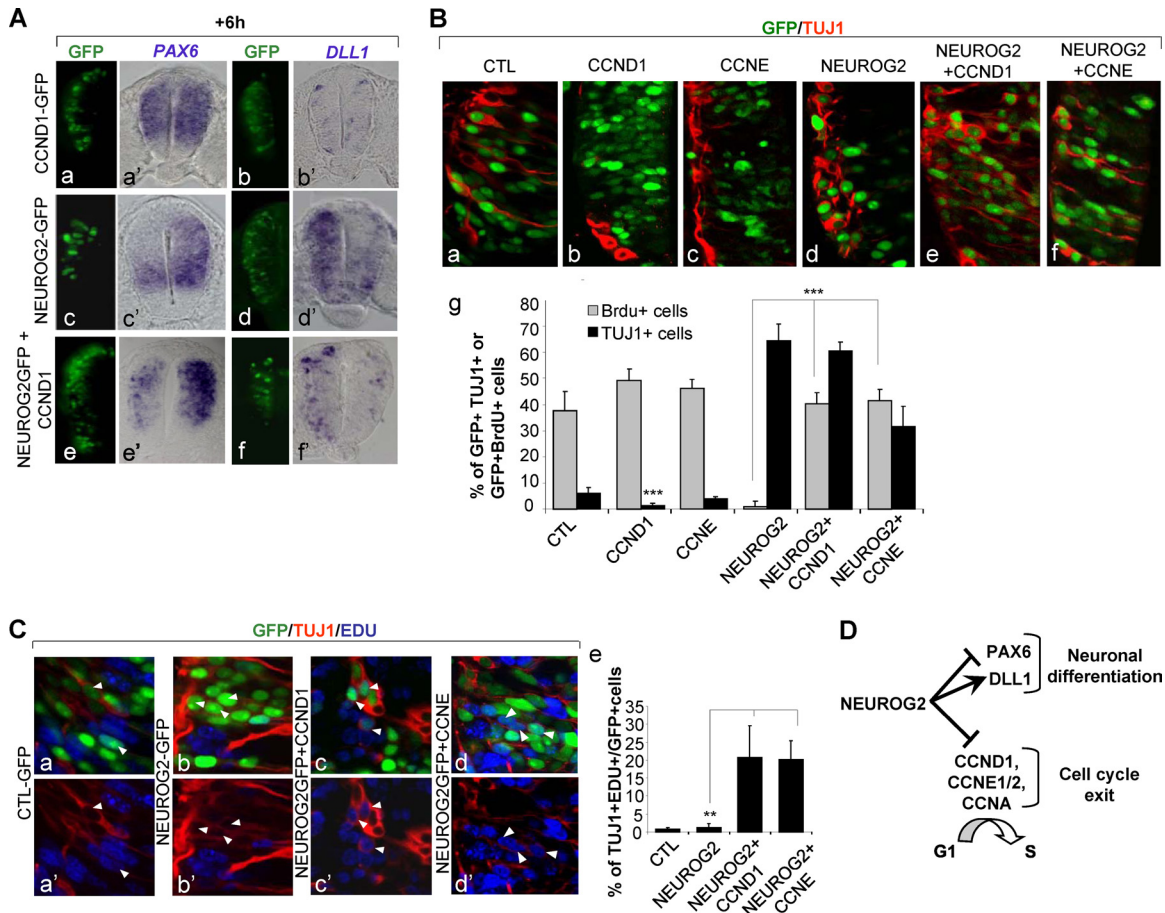 A
+6h
GFP PAX6 GFP DLL1
CCND1-GFP
a a' b b'
NEUROG2-GFP
c c' d d'
NEUROG2GFP +
CCND1
e e' f f'
B
GFP/TUJ1
CTL CCND1 CCNE NEUROG2 NEUROG2 NEUROG2
+CCND1 +CCNE
a b c d e f
g
% of GFP+ TUJ1+ or
GFP+BrdU+ cells
80
70
60
50
40
30
20
10
0
Brdu+ cells
TUJ1+ cells
***
***
CTL
CCND1
CCNE
NEUROG2
NEUROG2+
CCND1
NEUROG2+
CCNE
C
GFP/TUJ1/EDU
CTL-GFP
NEUROG2-GFP
NEUROG2GFP+CCND1
NEUROG2GFP+CCNE
a b c d
a' b' c' d'
e
% of TUJ1+EDU+/GFP+cells
35
30
25
20
15
10
5
0
**
CTL
NEUROG2
NEUROG2+
CCND1
NEUROG2+
CCNE
D
NEUROG2
PAX6
DLL1
Neuronal
differentiation
CCND1,
CCNE1/2,
CCNA
Cell cycle
exit
G1 S